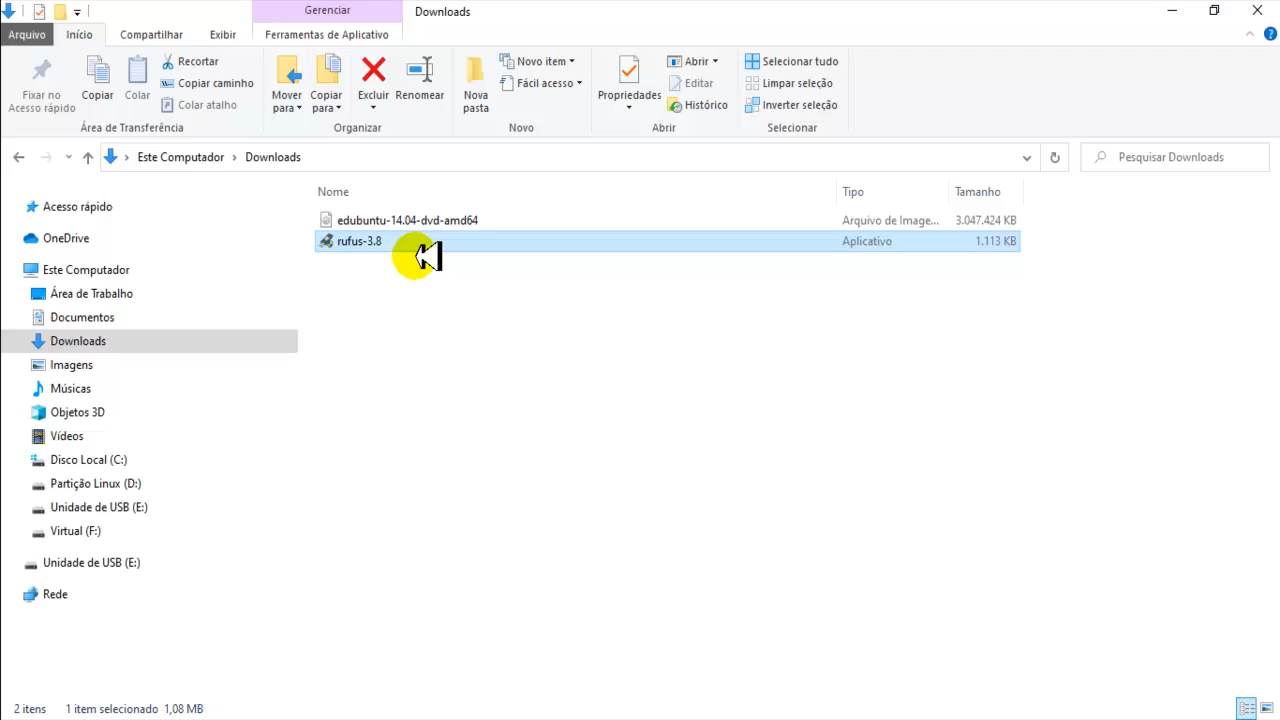 Gerenciar
Downloads
Arquivo Início Compartilhar Exibir Ferramentas de Aplicativo
Fixar no Acesso rápido
Copiar
Colar
Recortar
Copiar caminho
Colar atalho
Área de Transferência
Mover para
Copiar para
Excluir
Renomear
Organizar
Nova pasta
Novo item
Fácil acesso
Novo
Propriedades
Abrir
Editar
Histórico
Abrir
Selecionar tudo
Limpar seleção
Inverter seleção
Selecionar
Este Computador Downloads
Pesquisar Downloads
Nome Tipo Tamanho
edubuntu-14.04-dvd-amd64 Arquivo de Image... 3.047.424 KB
rufus-3.8 Aplicativo 1.113 KB
Acesso rápido
OneDrive
Este Computador
Área de Trabalho
Documentos
Downloads
Imagens
Músicas
Objetos 3D
Vídeos
Disco Local (C:)
Partição Linux (D:)
Unidade de USB (E:)
Virtual (F:)
Unidade de USB (E:)
Rede
2 itens 1 item selecionado 1,08 MB